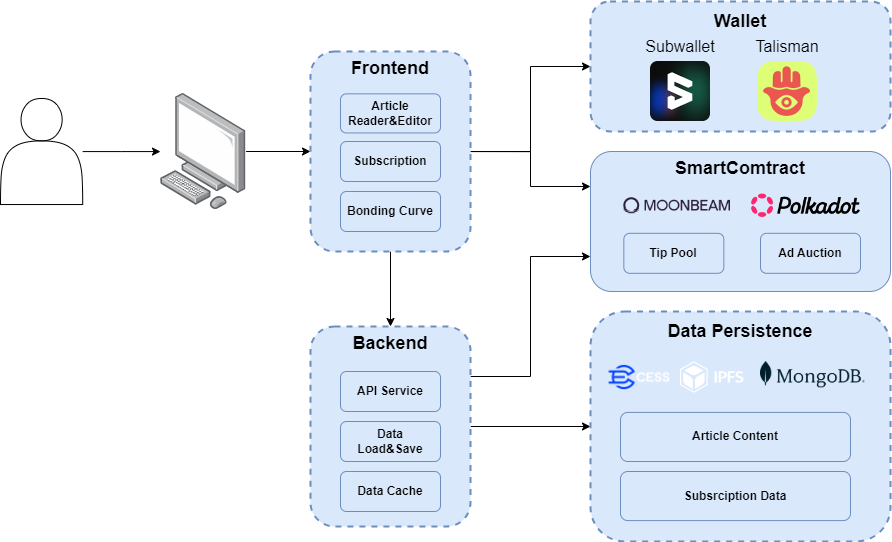 Wallet
Subwallet
Talisman
Frontend
Article
Reader&Editor
Subscription
Bonding Curve
SmartComtract
MOONBEAM
Polkadot
Tip Pool
Ad Auction
Backend
API Service
Data
Load&Save
Data Cache
Data Persistence
CESS
IPFS
MongoDB.
Article Content
Subsrciption Data